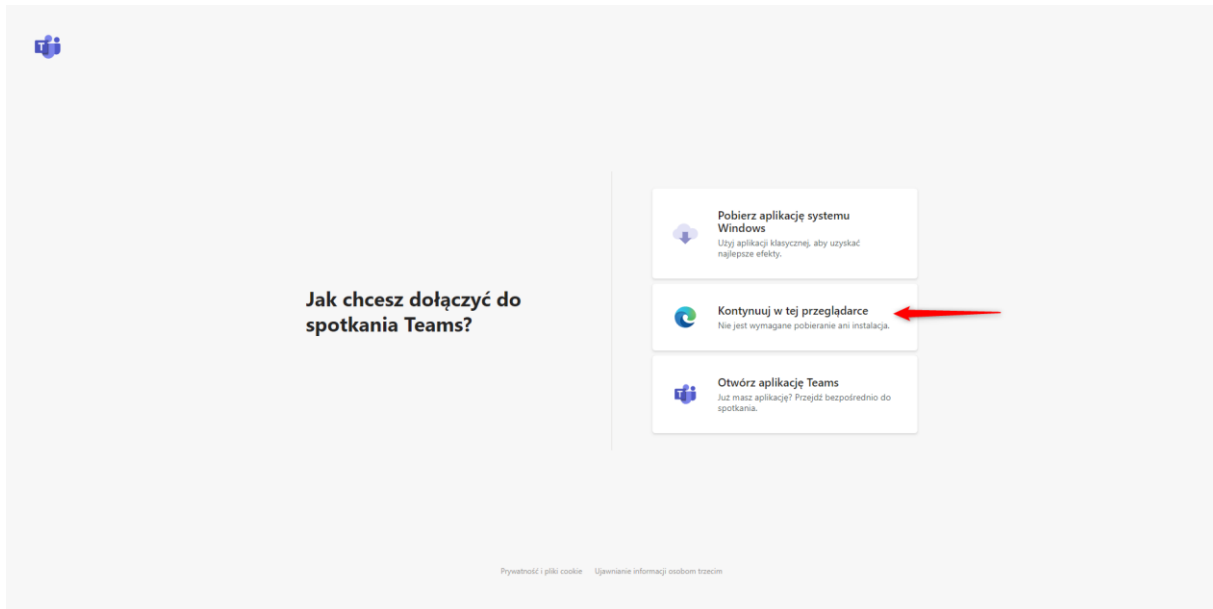 Jak chcesz dołączyć do
spotkania Teams?
Pobierz aplikację systemu
Windows
Użyj aplikacji klasycznej, aby uzyskać
najlepsze efekty.
Kontynuuj w tej przeglądarce
Nie jest wymagane pobieranie ani instalacja.
Otwórz aplikację Teams
Już masz aplikację? Przejdź bezpośrednio do
spotkania.
Prywatność i pliki cookie Ujawnianie informacji osobom trzecim